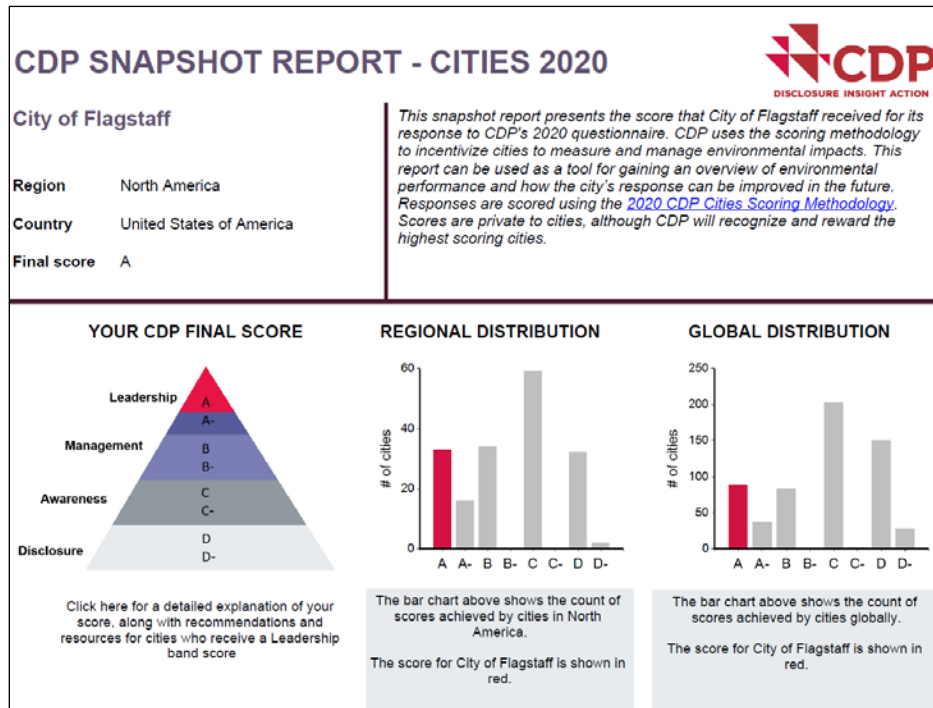 CDP SNAPSHOT REPORT - CITIES 2020
CDP
DISCLOSURE INSIGHT ACTION
City of Flagstaff
Region North America
Country United States of America
Final score A
This snapshot report presents the score that City of Flagstaff received for its
response to CDP's 2020 questionnaire. CDP uses the scoring methodology
to incentivize cities to measure and manage environmental impacts. This
report can be used as a tool for gaining an overview of environmental
performance and how the city's response can be improved in the future.
Responses are scored using the 2020 CDP Cities Scoring Methodology.
Scores are private to cities, although CDP will recognize and reward the
highest scoring cities.
YOUR CDP FINAL SCORE
Leadership
A
A-
Management
B
B-
Awareness
C
C-
Disclosure
D
D-
Click here for a detailed explanation of your
score, along with recommendations and
resources for cities who receive a Leadership
band score
REGIONAL DISTRIBUTION
# of cities
60
40
20
0
A A- B B- C C- D D-
The bar chart above shows the count of
scores achieved by cities in North
America.
The score for City of Flagstaff is shown in
red.
GLOBAL DISTRIBUTION
# of cities
250
200
150
100
50
0
A A- B B- C C- D D-
The bar chart above shows the count of
scores achieved by cities globally.
The score for City of Flagstaff is shown in
red.